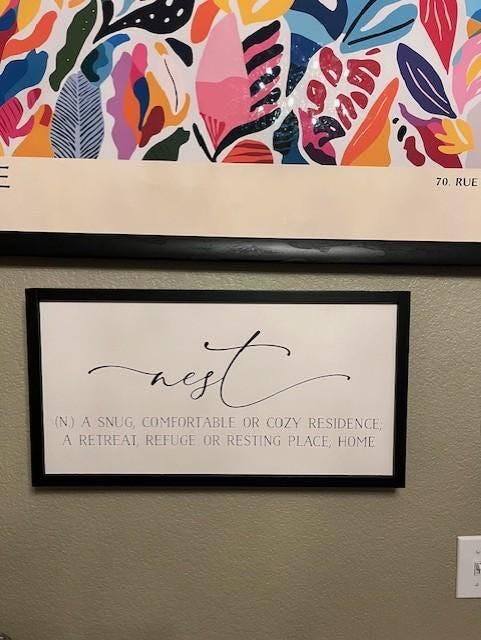 E
70. RUE
nest
(N.) A SNUG, COMFORTABLE OR COZY RESIDENCE;
A RETREAT, REFUGE OR RESTING PLACE; HOME